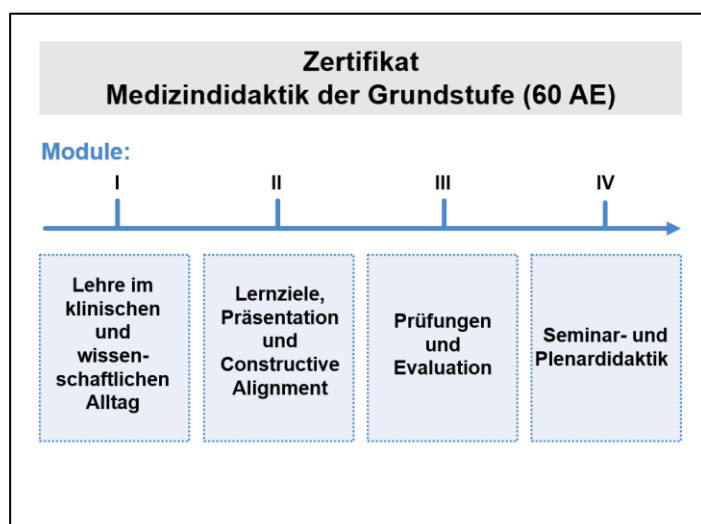 Zertifikat
Medizindidaktik der Grundstufe (60 AE)
Module:
I
II
III
IV
Lehre im
klinischen
und
wissen-
schaftlichen
Alltag
Lernziele,
Präsentation
und
Constructive
Alignment
Prüfungen
und
Evaluation
Seminar- und
Plenardidaktik